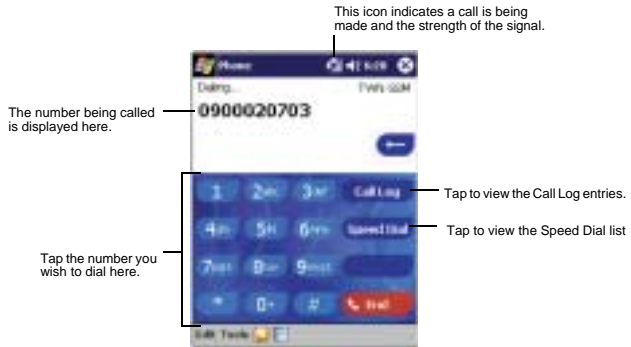 This icon indicates a call is being
made and the strength of the signal.
Phone 6:20
Dialing...
The number being called
is displayed here.
0900020703
1 2 3 Call Log
Tap to view the Call Log entries.
4 5 6 Speed Dial
Tap to view the Speed Dial list
Tap the number you
wish to dial here.
7 8 9
* 0+ # Dial
Edit Tools